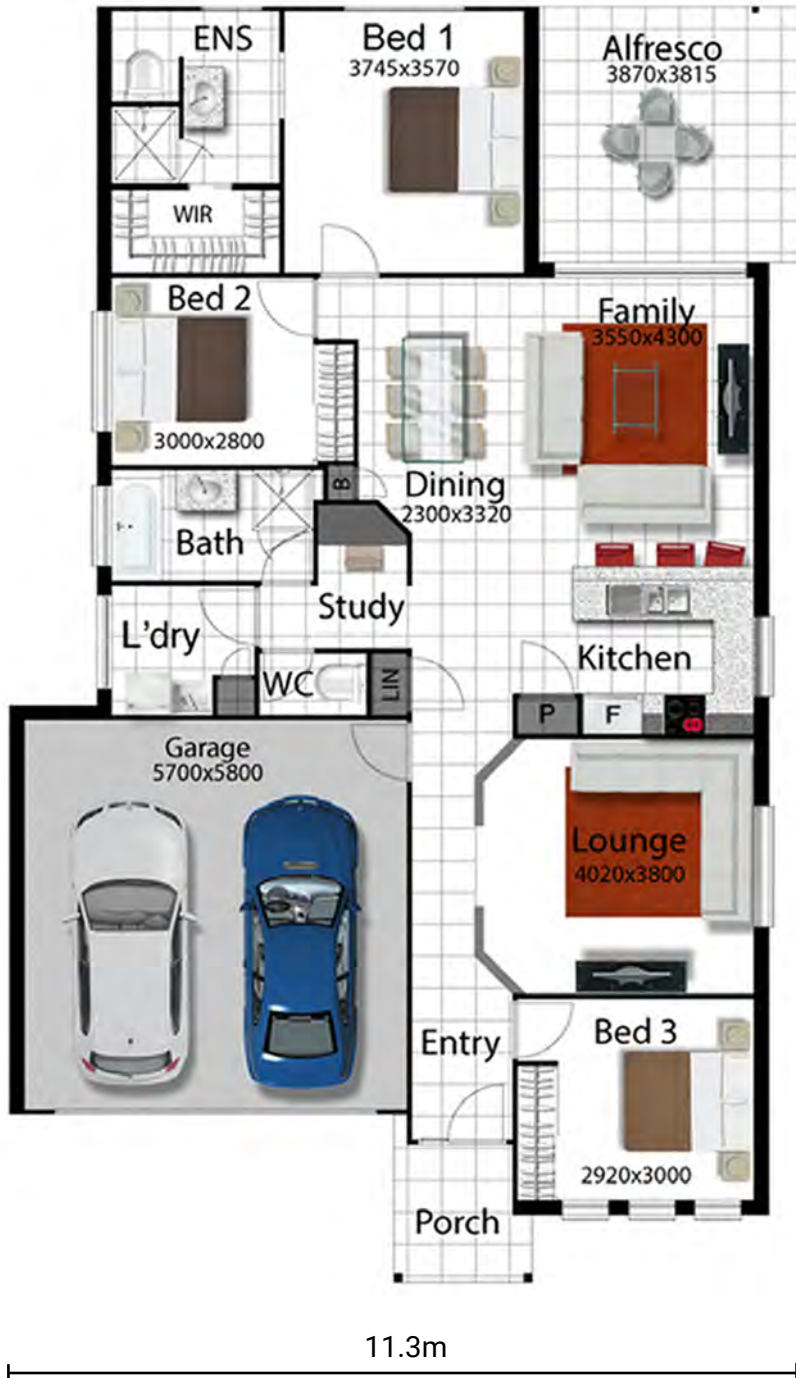 ENS
Bed 1
3745x3570
Alfresco
3870x3815
WIR
Bed 2
3000x2800
Family
3550x4300
B
Dining
2300x3320
Bath
Study
L'dry
WC
LIN
Kitchen
P
F
Garage
5700x5800
Lounge
4020x3800
Entry
Bed 3
2920x3000
Porch
11.3m